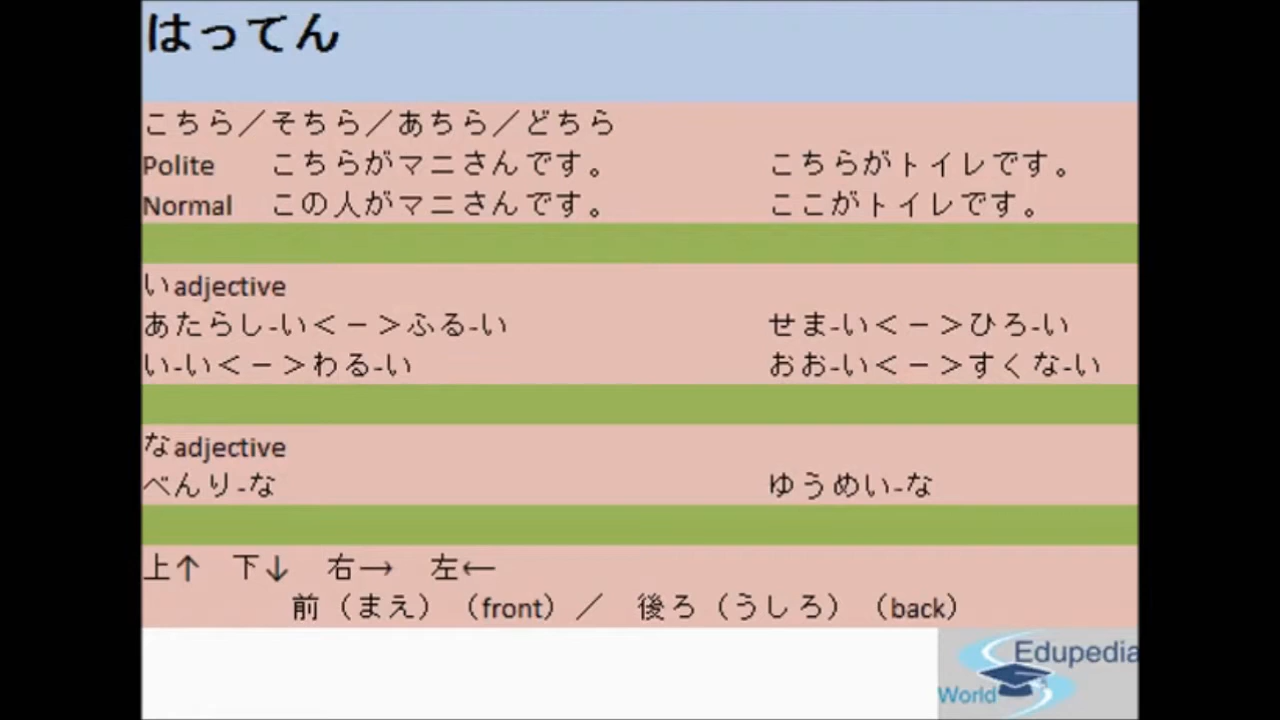 はってん
こちら／そちら／あちら／どちら
Polite こちらがマニさんです。 こちらがトイレです。
Normal この人がマニさんです。 ここがトイレです。
いadjective
あたらし-い＜－＞ふる-い せま-い＜－＞ひろ-い
い-い＜－＞わる-い おお-い＜－＞すくな-い
なadjective
べんり-な ゆうめい-な
上↑ 下↓ 右→ 左←
前（まえ）（front）／ 後ろ（うしろ）（back）
Edupedia
World